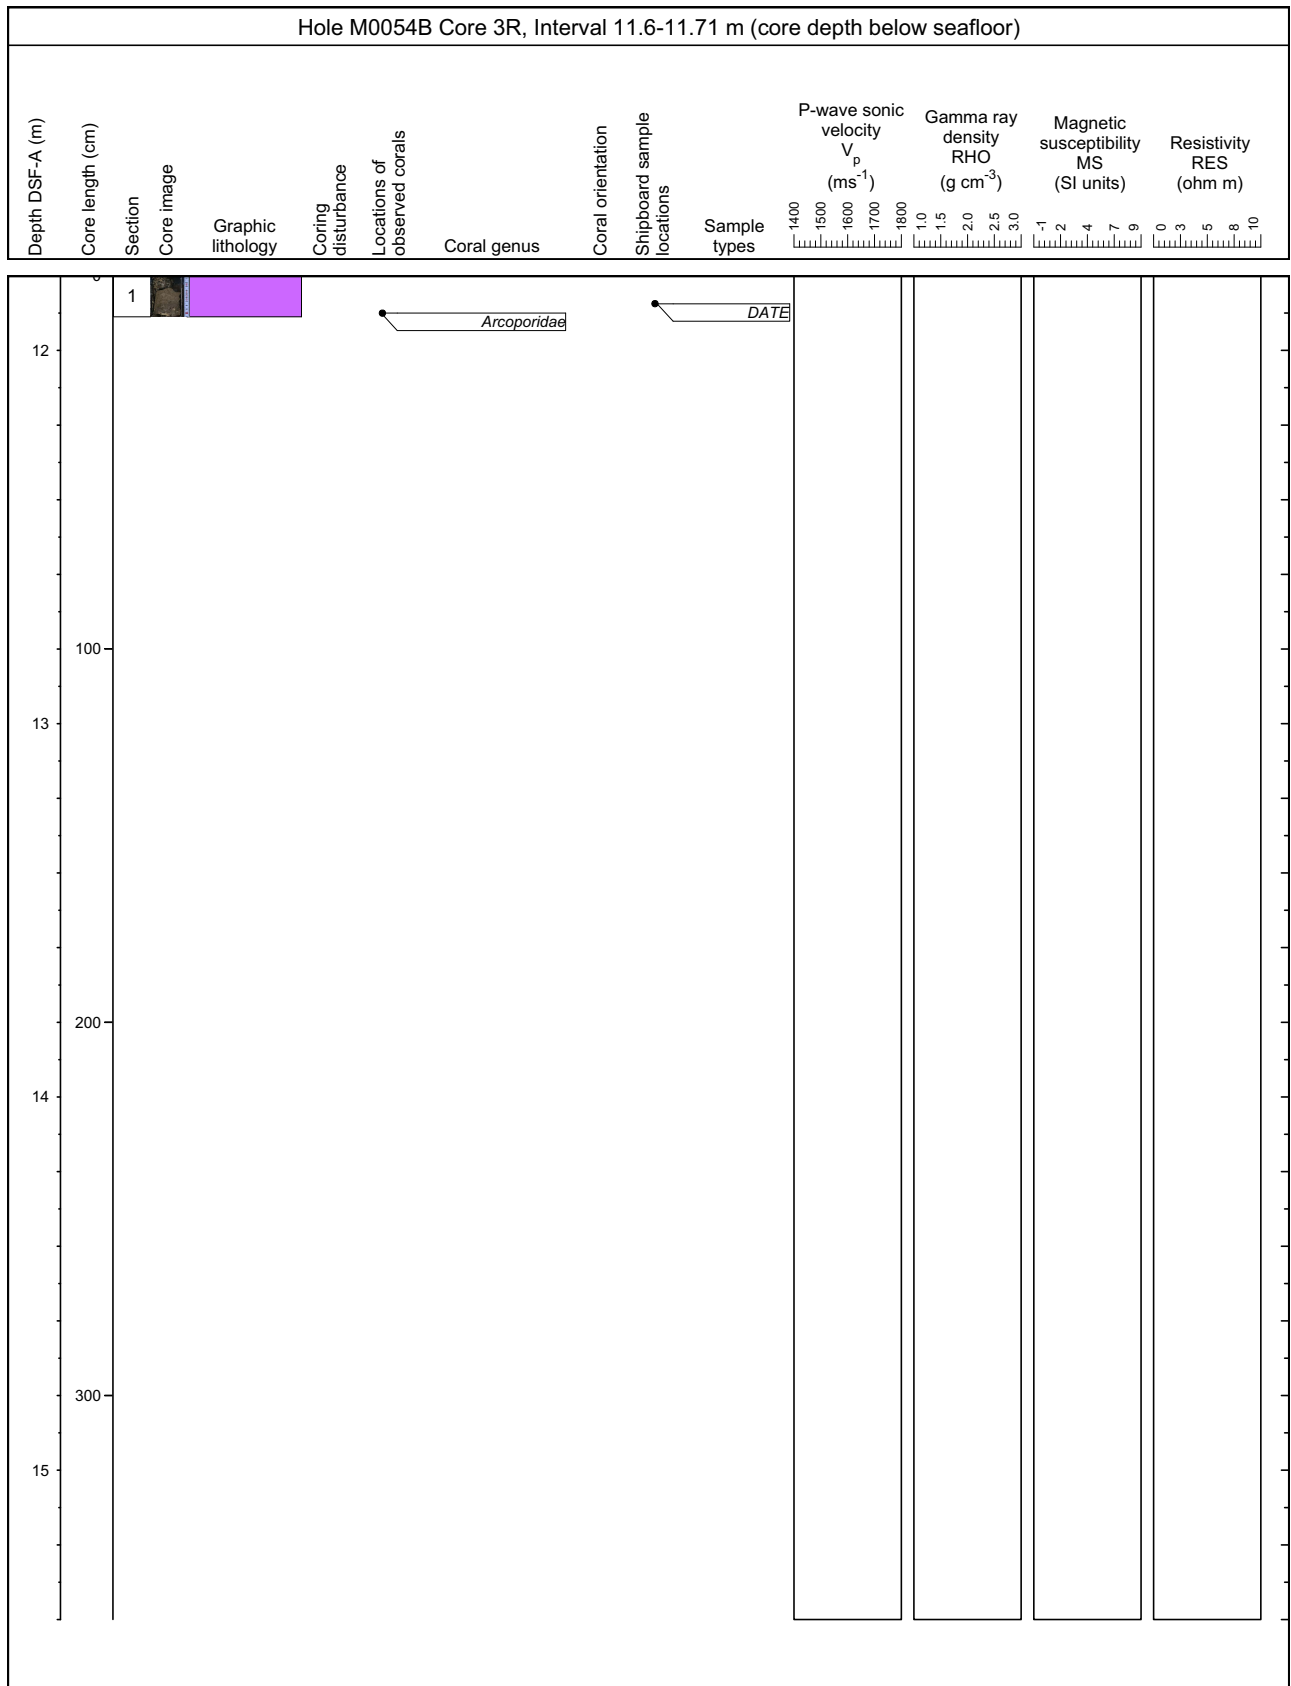 Hole M0054B Core 3R, Interval 11.6-11.71 m (core depth below seafloor)
Depth DSF-A (m)
Core length (cm)
Section
Core image
Graphic
lithology
Coring
disturbance
Locations of
observed corals
Coral genus
Coral orientation
Shipboard sample
locations
Sample
types
P-wave sonic
velocity
Vp
(ms-1)
1400 1500 1600 1700 1800
Gamma ray
density
RHO
(g cm-3)
1.0 1.5 2.0 2.5 3.0
Magnetic
susceptibility
MS
(SI units)
-1 2 4 7 9
Resistivity
RES
(ohm m)
0 3 5 8 10
1
Arcoporidae
DATE
12
100
13
200
14
300
15